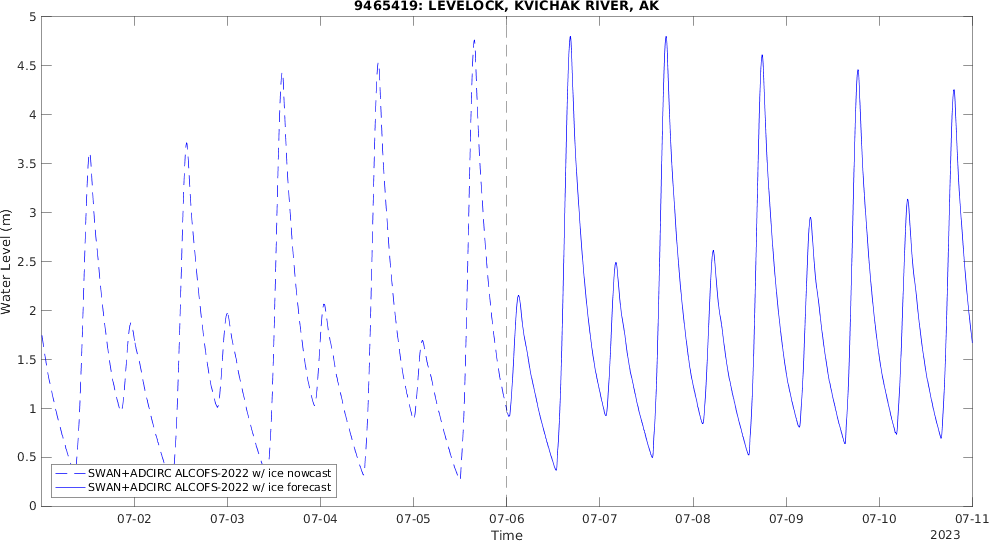 9465419: LEVELOCK, KVICHAK RIVER, AK
5
4.5
4
3.5
3
2.5
2
1.5
1
0.5
0
Water Level (m)
SWAN+ADCIRC ALCOFS-2022 w/ ice nowcast
SWAN+ADCIRC ALCOFS-2022 w/ ice forecast
07-02 07-03 07-04 07-05 07-06 07-07 07-08 07-09 07-10 07-11
Time
2023